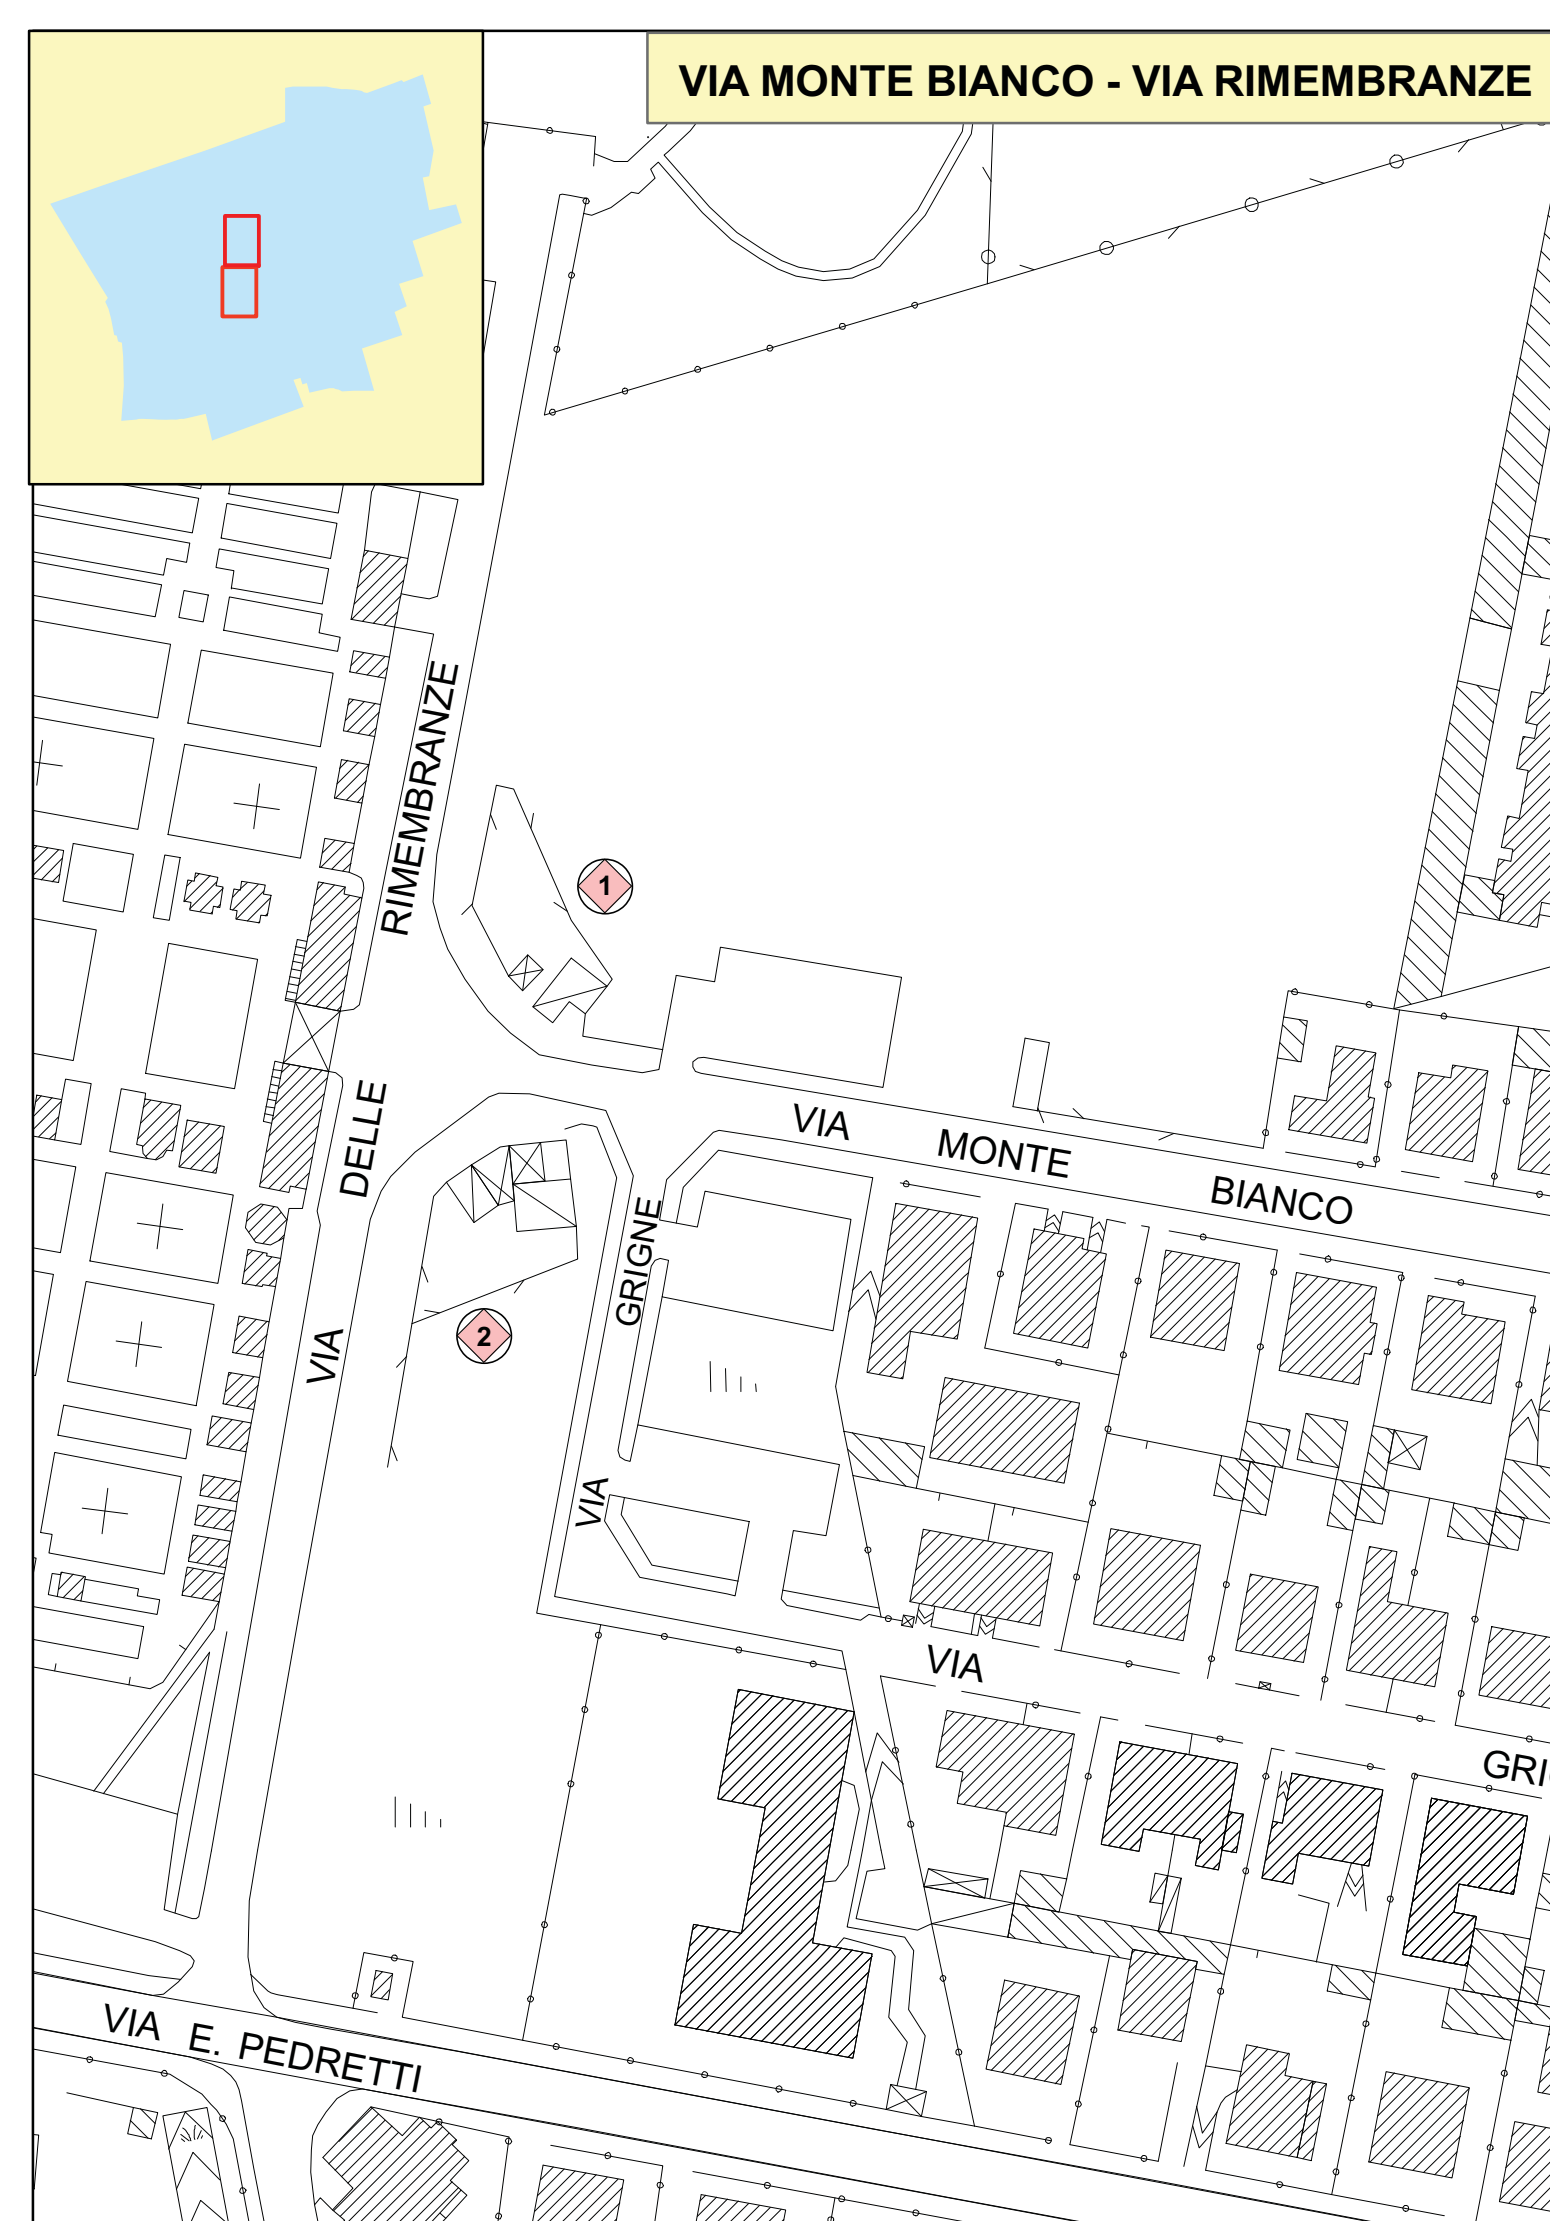 VIA MONTE BIANCO - VIA RIMEMBRANZE
RIMEMBRANZE
1
DELLE
VIA
VIA
MONTE
BIANCO
GRIGNE
2
VIA
VIA
GRI
VIA E. PEDRETTI